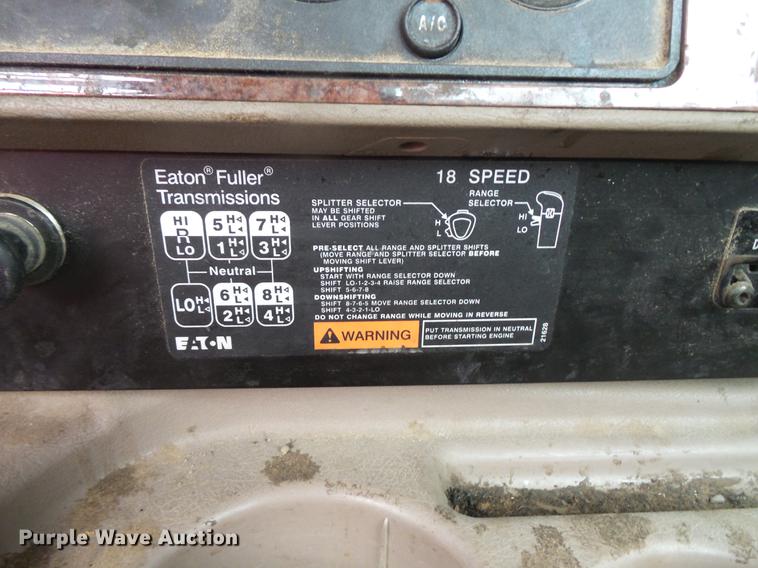 A/C
Eaton® Fuller®
Transmissions
18 SPEED
HI
R
LO
5 H
L
7 H
L
1 H
L
3 H
L
Neutral
LO H
L
6 H
L
8 H
L
2 H
L
4 H
L
EATON
SPLITTER SELECTOR
MAY BE SHIFTED
IN ALL GEAR SHIFT
LEVER POSITIONS
H
L
RANGE
SELECTOR
HI
LO
PRE-SELECT ALL RANGE AND SPLITTER SHIFTS
(MOVE RANGE AND SPLITTER SELECTOR BEFORE
MOVING SHIFT LEVER)
UPSHIFTING
START WITH RANGE SELECTOR DOWN
SHIFT LO-1-2-3-4 RAISE RANGE SELECTOR
SHIFT 5-6-7-8
DOWNSHIFTING
SHIFT 8-7-6-5 MOVE RANGE SELECTOR DOWN
SHIFT 4-3-2-1-LO
DO NOT CHANGE RANGE WHILE MOVING IN REVERSE
WARNING
PUT TRANSMISSION IN NEUTRAL
BEFORE STARTING ENGINE
21628
Purple Wave Auction